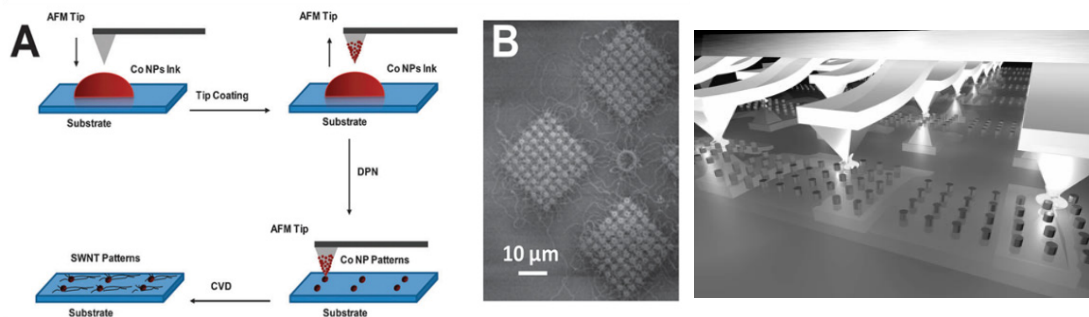 A
AFM Tip
Co NPs Ink
Substrate
Tip Coating
AFM Tip
Co NPs Ink
Substrate
DPN
AFM Tip
Co NP Patterns
Substrate
CVD
SWNT Patterns
Substrate
B
10 µm